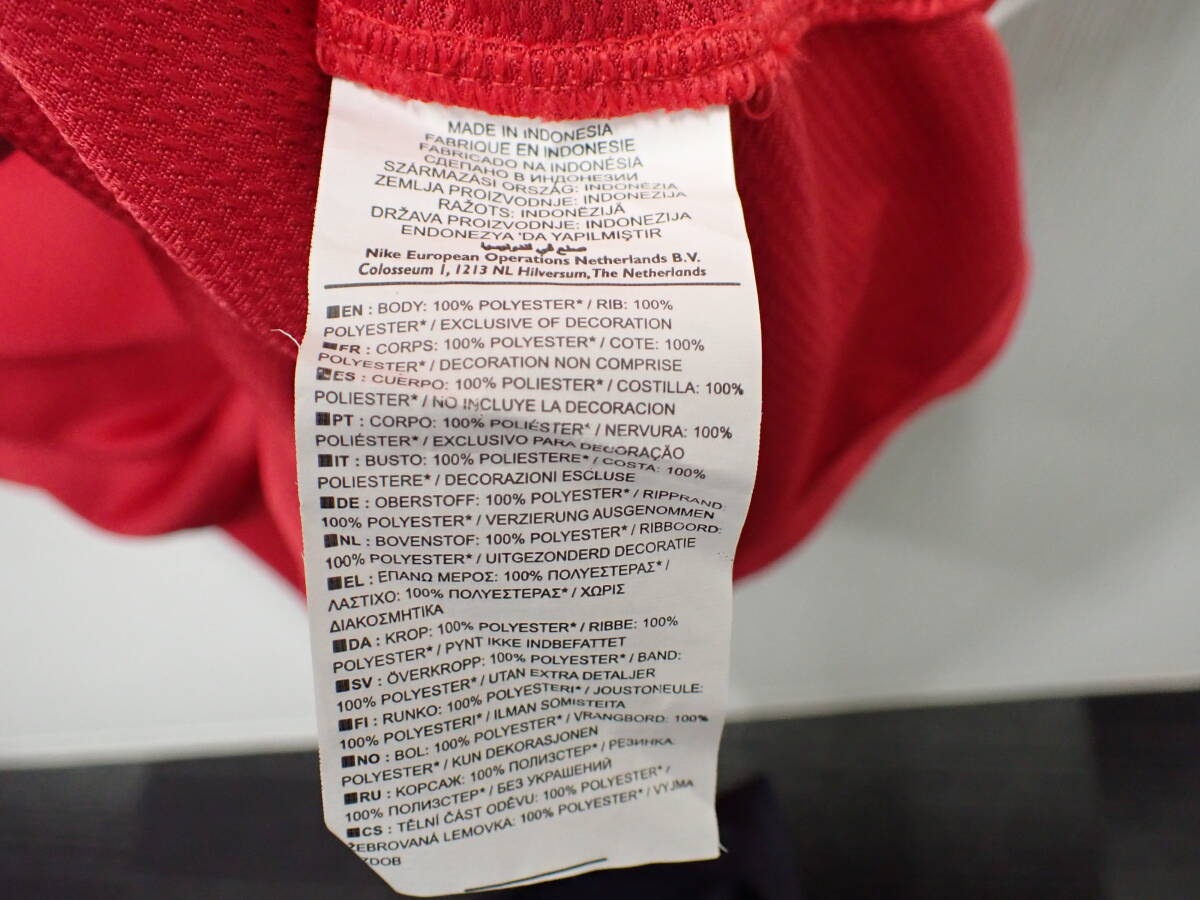 MADE IN INDONESIA
FABRIQUE EN INDONESIE
FABRICADO NA INDONÉSIA
СДЕЛАНО В ИНДОНЕЗИИ
SZÁRMAZÁSI ORSZÁG: INDONÉZIA
ZEMLJA PROIZVODNJE: INDONEZIJA
RAŽOTS: INDONĒZIJĀ
DRŽAVA PROIZVODNJE: INDONEZIJA
ENDONEZYA 'DA YAPILMIŞTIR
صنع في اندونيسيا
Nike European Operations Netherlands B.V.
Colosseum 1, 1213 NL Hilversum, The Netherlands
EN : BODY: 100% POLYESTER* / RIB: 100%
POLYESTER* / EXCLUSIVE OF DECORATION
FR : CORPS: 100% POLYESTER* / COTE: 100%
POLYESTER* / DECORATION NON COMPRISE
ES : CUERPO: 100% POLIESTER* / COSTILLA: 100%
POLIESTER* / NO INCLUYE LA DECORACION
PT : CORPO: 100% POLIÉSTER* / NERVURA: 100%
POLIÉSTER* / EXCLUSIVO PARA DECORAÇÃO
IT : BUSTO: 100% POLIESTERE* / COSTA: 100%
POLIESTERE* / DECORAZIONI ESCLUSE
DE : OBERSTOFF: 100% POLYESTER* / RIPPRAND:
100% POLYESTER* / VERZIERUNG AUSGENOMMEN
NL : BOVENSTOF: 100% POLYESTER* / RIBBOORD:
100% POLYESTER* / UITGEZONDERD DECORATIE
EL : ΕΠΑΝΩ ΜΕΡΟΣ: 100% ΠΟΛΥΕΣΤΕΡΑΣ* /
ΛΑΣΤΙΧΟ: 100% ΠΟΛΥΕΣΤΕΡΑΣ* / ΧΩΡΙΣ
ΔΙΑΚΟΣΜΗΤΙΚΑ
DA : KROP: 100% POLYESTER* / RIBBE: 100%
POLYESTER* / PYNT IKKE INDBEFATTET
SV : ÖVERKROPP: 100% POLYESTER* / BAND:
100% POLYESTER* / UTAN EXTRA DETALJER
FI : RUNKO: 100% POLYESTERI* / JOUSTONEULE:
100% POLYESTERI* / ILMAN SOMISTEITA
NO : BOL: 100% POLYESTER* / VRANGBORD: 100%
POLYESTER* / KUN DEKORASJONEN
RU : КОРСАЖ: 100% ПОЛИЭСТЕР* / РЕЗИНКА:
100% ПОЛИЭСТЕР* / БЕЗ УКРАШЕНИЙ
CS : TĚLNÍ ČÁST ODĚVU: 100% POLYESTER* /
ŽEBROVANÁ LEMOVKA: 100% POLYESTER* / VYJMA
OZDOB